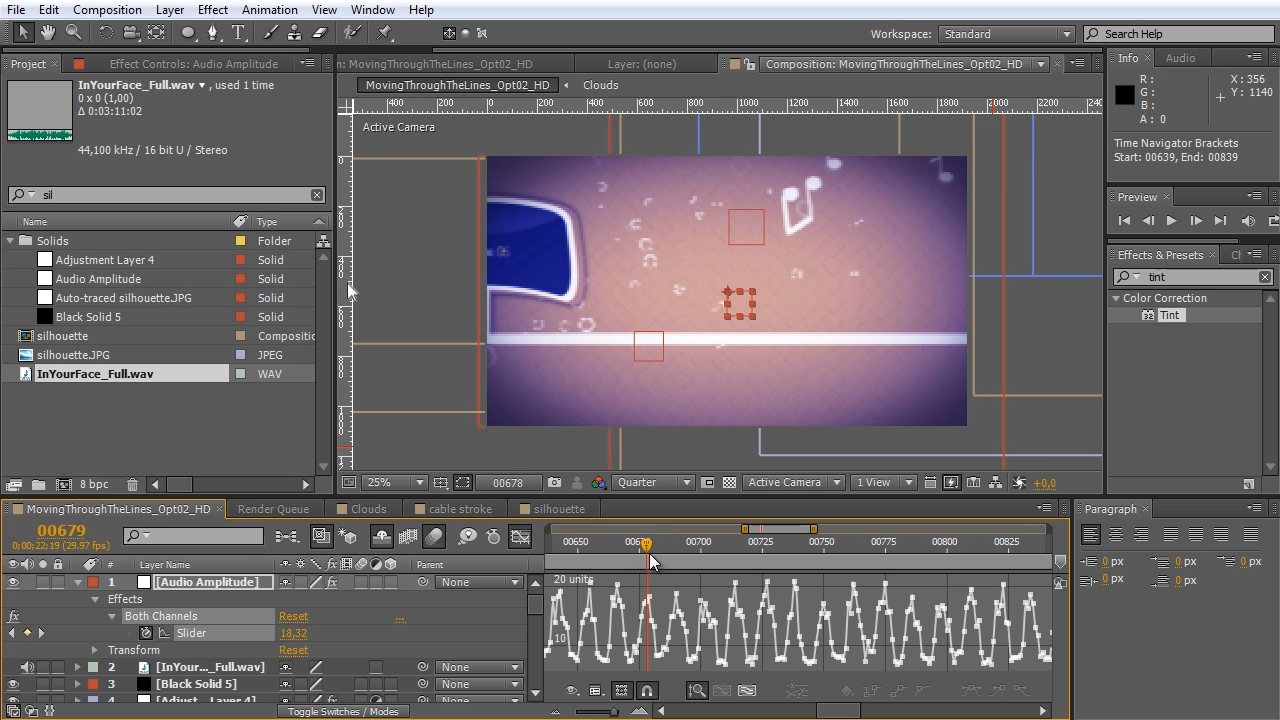 File Edit Composition Layer Effect Animation View Window Help
Workspace: Standard Search Help
Project Effect Controls: Audio Amplitude
n: MovingThroughTheLines_Opt02_HD Layer: (none) Composition: MovingThroughTheLines_Opt02_HD
Info Audio
InYourFace_Full.wav ▼, used 1 time
0 x 0 (1,00)
Δ 0:03:11:02
44,100 kHz / 16 bit U / Stereo
MovingThroughTheLines_Opt02_HD Clouds
400 200 0 200 400 600 800 1000 1200 1400 1600 1800 2000 2200 2400
Active Camera
R : X : 356
G : Y : 1140
B :
A : 0
Time Navigator Brackets
Start: 00639, End: 00839
Preview
Effects & Presets
tint
Color Correction
Tint
sil
Name Type
Solids Folder
Adjustment Layer 4 Solid
Audio Amplitude Solid
Auto-traced silhouette.JPG Solid
Black Solid 5 Solid
silhouette Compositio
silhouette.JPG JPEG
InYourFace_Full.wav WAV
8 bpc
25% 00678 Quarter Active Camera 1 View +0,0
MovingThroughTheLines_Opt02_HD Render Queue Clouds cable stroke silhouette
00679
0;00;22;19 (29.97 fps)
# Layer Name Parent
00650 0067 00700 00725 00750 00775 00800 00825
1 [Audio Amplitude] None
Effects
Both Channels Reset ...
Slider 18,32
Transform Reset
2 [InYour..._Full.wav] None
3 [Black Solid 5] None
4 [Adjust... Layer 4] None
20 units
10
Toggle Switches / Modes
Paragraph
0 px 0 px 0 px
0 px 0 px